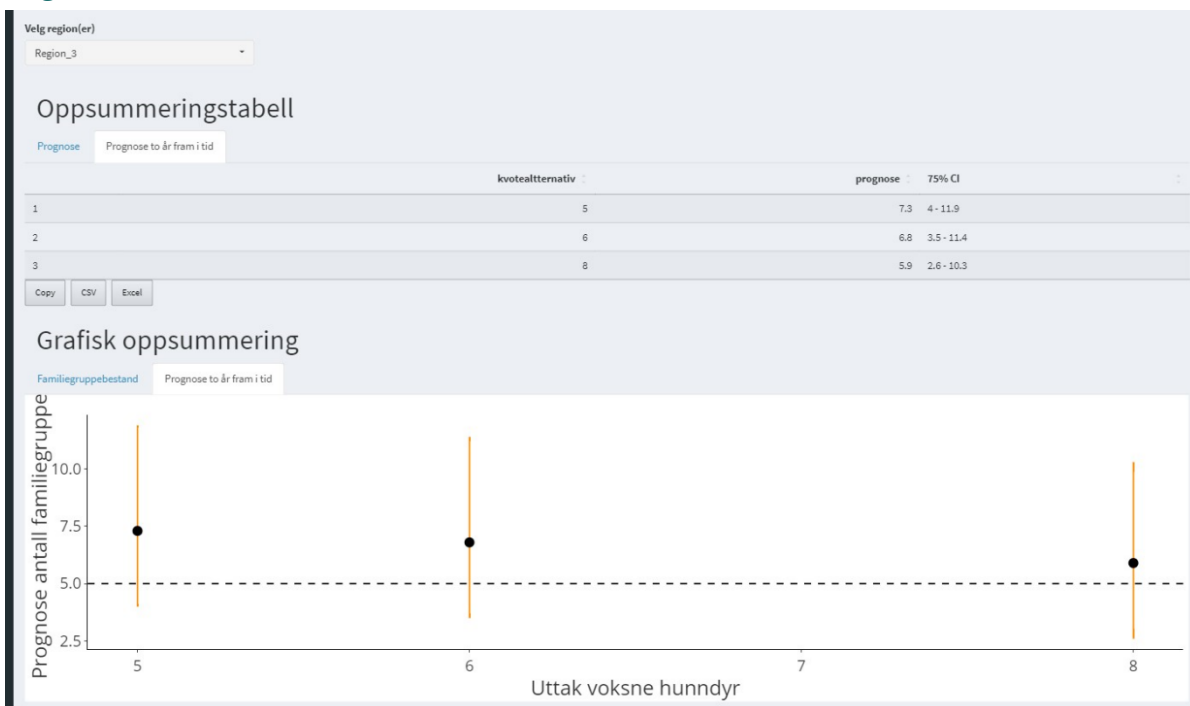 Velg region(er)
Region_3
Oppsummeringstabell
Prognose Prognose to år fram i tid
kvotealtternativ prognose 75% CI
1 5 7.3 4 - 11.9
2 6 6.8 3.5 - 11.4
3 8 5.9 2.6 - 10.3
Copy CSV Excel
Grafisk oppsummering
Familiegruppebestand Prognose to år fram i tid
Prognose antall familiegruppe
10.0
7.5
5.0
2.5
5 6 7 8
Uttak voksne hunndyr